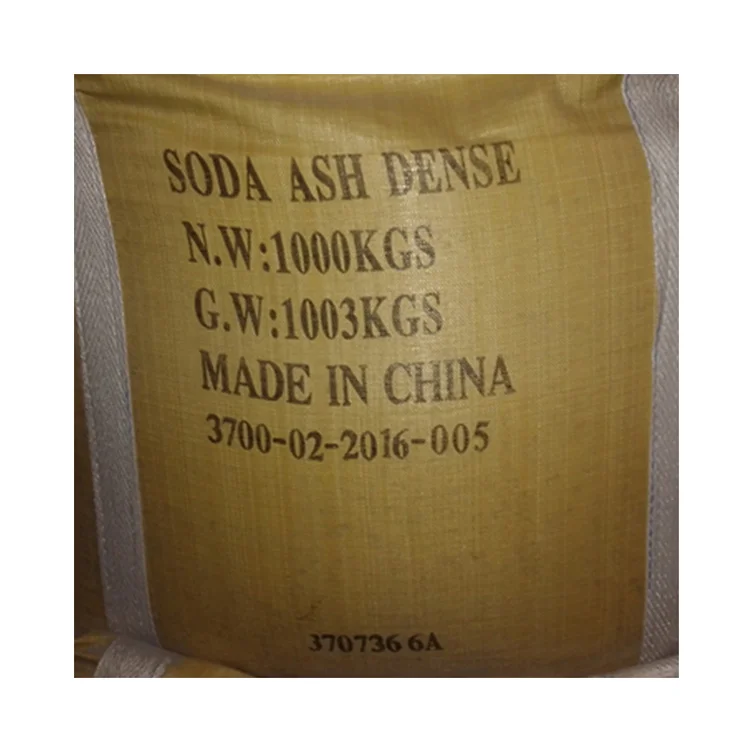 SODA ASH DENSE
N.W:1000KGS
G.W:1003KGS
MADE IN CHINA
3700-02-2016-005
370736 6A